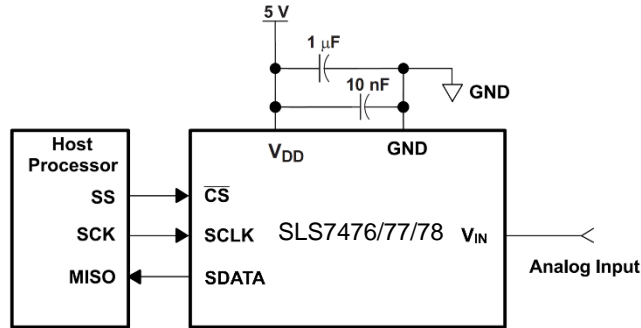 5 V
1 μF
10 nF
GND
Host
Processor
VDD
GND
SS
CS
SCK
SCLK
SLS7476/77/78
VIN
MISO
SDATA
Analog Input